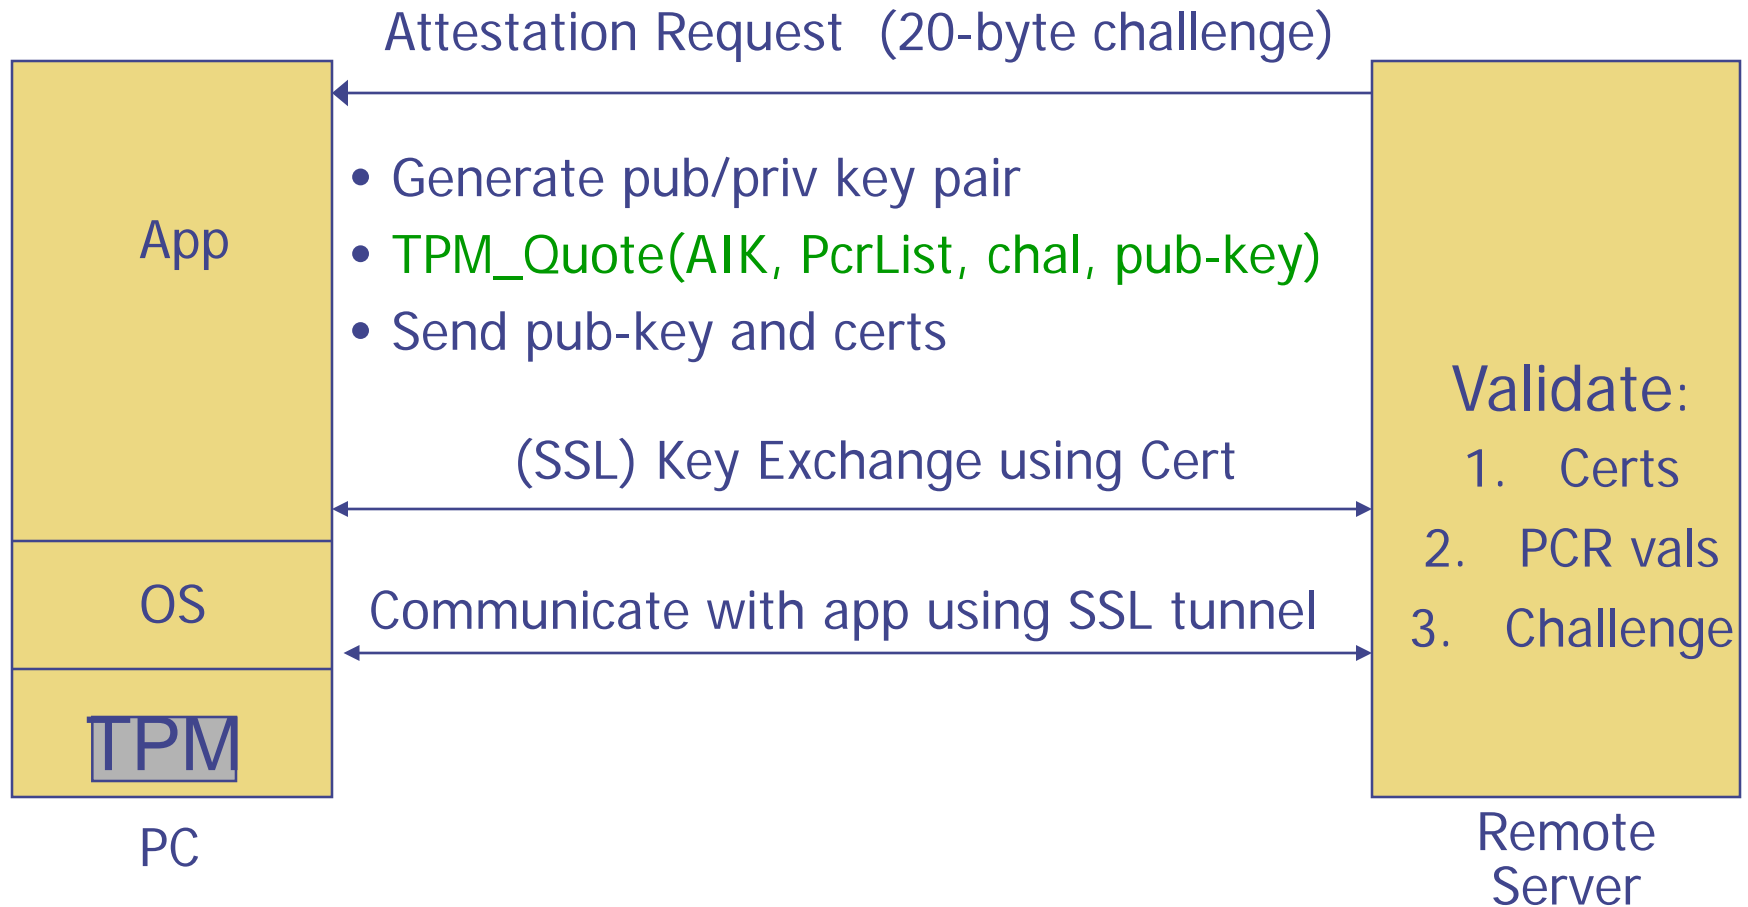 Attestation Request (20-byte challenge)
App
• Generate pub/priv key pair
• TPM_Quote(AIK, PcrList, chal, pub-key)
• Send pub-key and certs
(SSL) Key Exchange using Cert
OS
Communicate with app using SSL tunnel
TPM
PC
Validate:
1. Certs
2. PCR vals
3. Challenge
Remote
Server